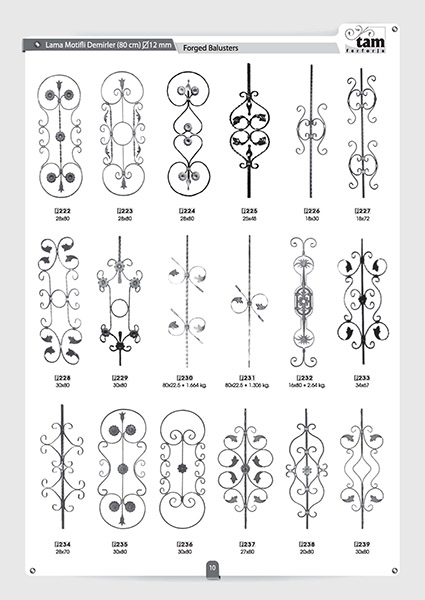 Lama Motifli Demirler (80 cm) 12 mm
Forged Balusters
tam
forforje
222 223 224 225 226 227
28x80 28x80 28x80 25x48 18x30 18x72
228 229 230 231 232 233
30x80 30x80 80x22.5 + 1.664 kg. 80x22.5 + 1.306 kg. 16x80 + 2.64 kg. 34x67
234 235 236 237 238 239
28x70 30x80 30x80 27x80 20x80 30x80
10